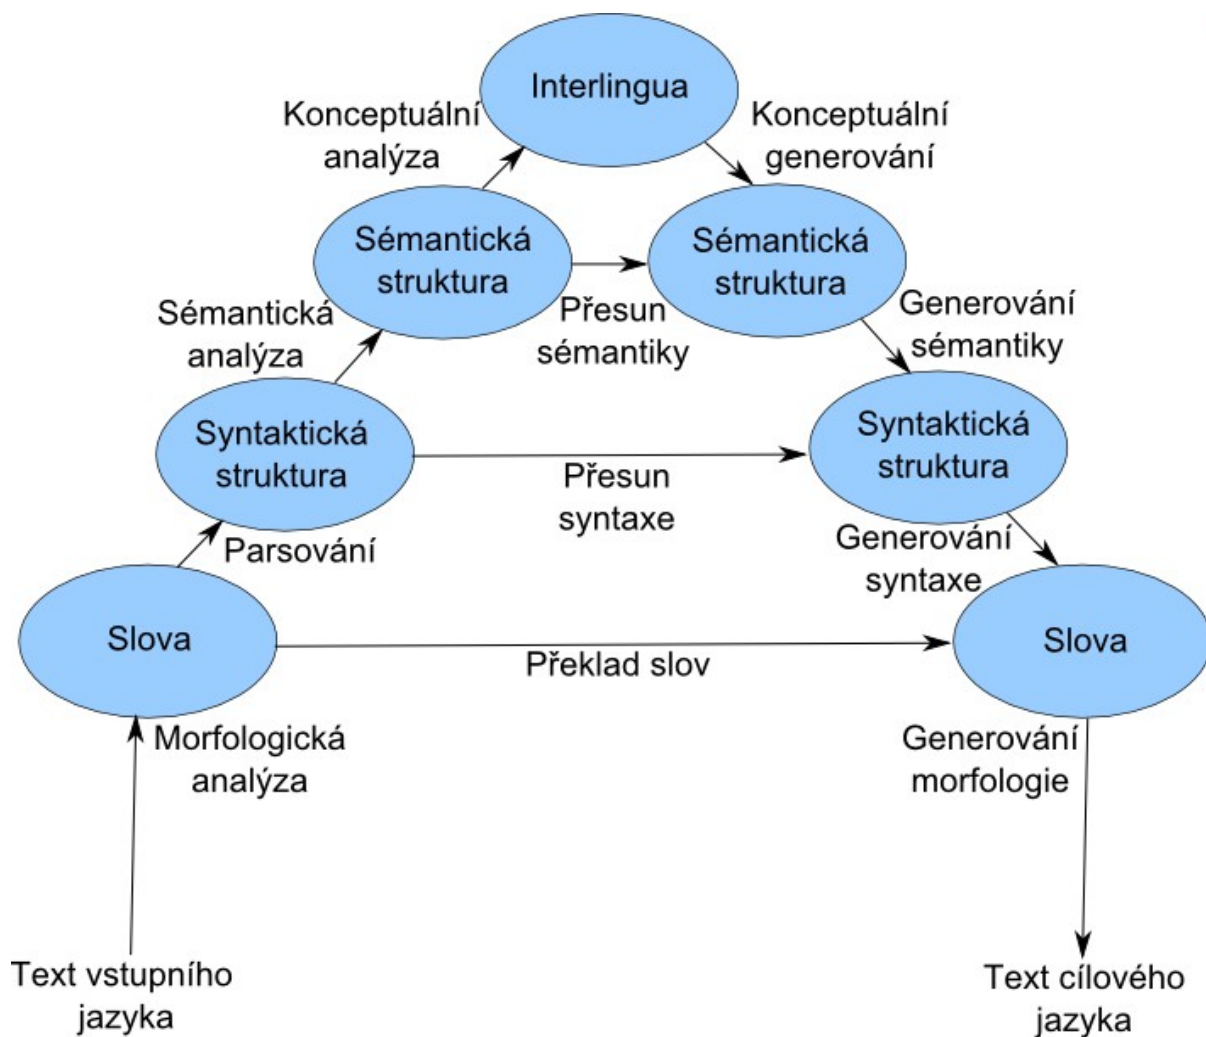 Interlingua
Konceptuální
analýza
Konceptuální
generování
Sémantická
struktura
Sémantická
struktura
Sémantická
analýza
Přesun
sémantiky
Generování
sémantiky
Syntaktická
struktura
Syntaktická
struktura
Přesun
syntaxe
Parsování
Generování
syntaxe
Slova
Slova
Překlad slov
Morfologická
analýza
Generování
morfologie
Text vstupního
jazyka
Text cílového
jazyka